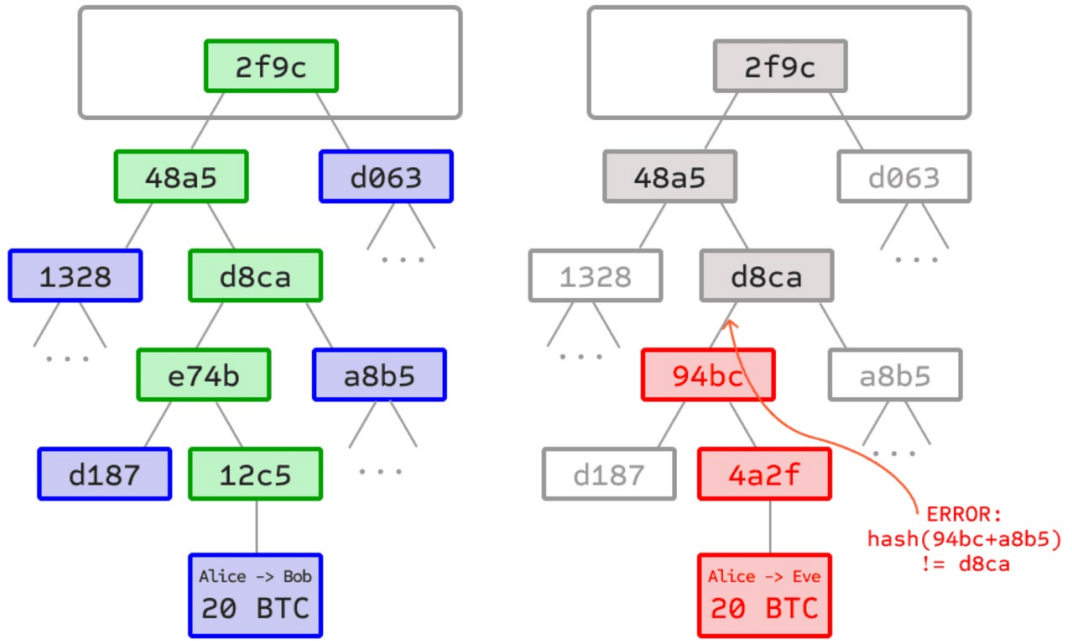 2f9c
48a5
d063
1328
d8ca
...
...
e74b
a8b5
d187
12c5
...
Alice -> Bob
20 BTC
2f9c
48a5
d063
1328
d8ca
...
...
94bc
a8b5
d187
4a2f
...
ERROR:
hash(94bc+a8b5)
!= d8ca
Alice -> Eve
20 BTC